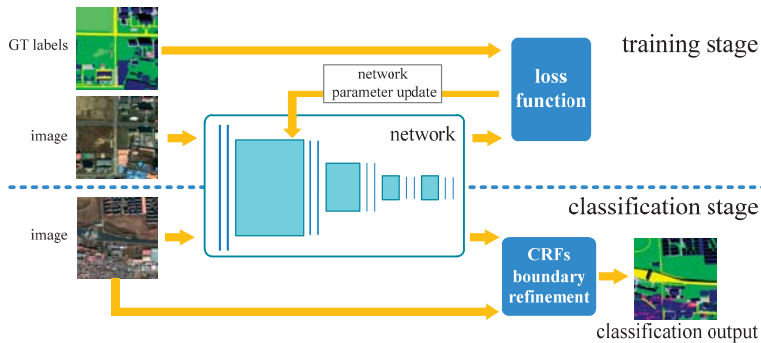 GT labels
training stage
loss
function
network
parameter update
image
network
classification stage
image
CRFs
boundary
refinement
classification output